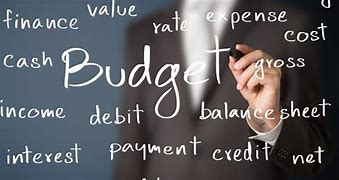 value
finance rate expense
cost
cash Budget gross
income debit balance sheet
interest payment credit net